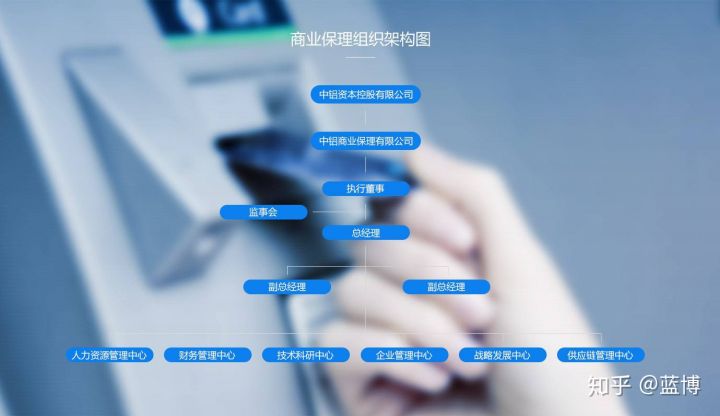 Card
商业保理组织架构图
中铝资本控股有限公司
中铝商业保理有限公司
执行董事
监事会
总经理
副总经理
副总经理
人力资源管理中心
财务管理中心
技术科研中心
企业管理中心
战略发展中心
供应链管理中心
知乎 @蓝博